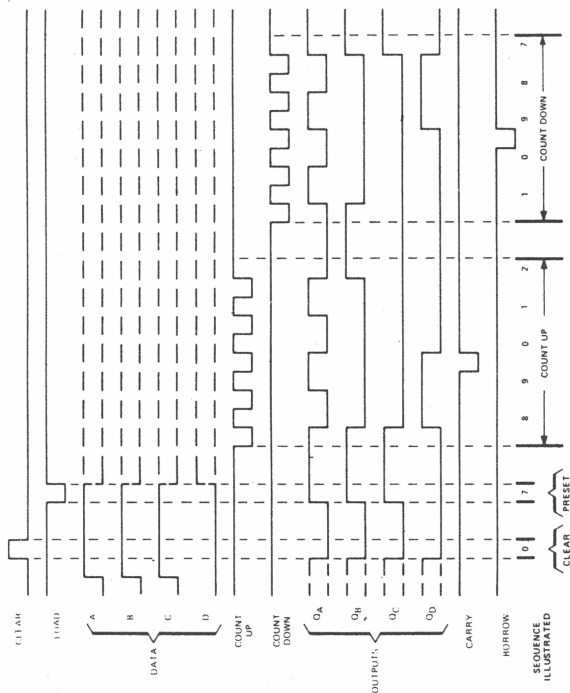 CLEAR
LOAD
A
B
C
D
DATA
COUNT
UP
COUNT
DOWN
QA
QB
QC
QD
OUTPUTS
CARRY
BORROW
SEQUENCE
ILLUSTRATED
0
7
8
9
0
1
2
1
0
9
8
7
CLEAR
PRESET
COUNT UP
COUNT DOWN